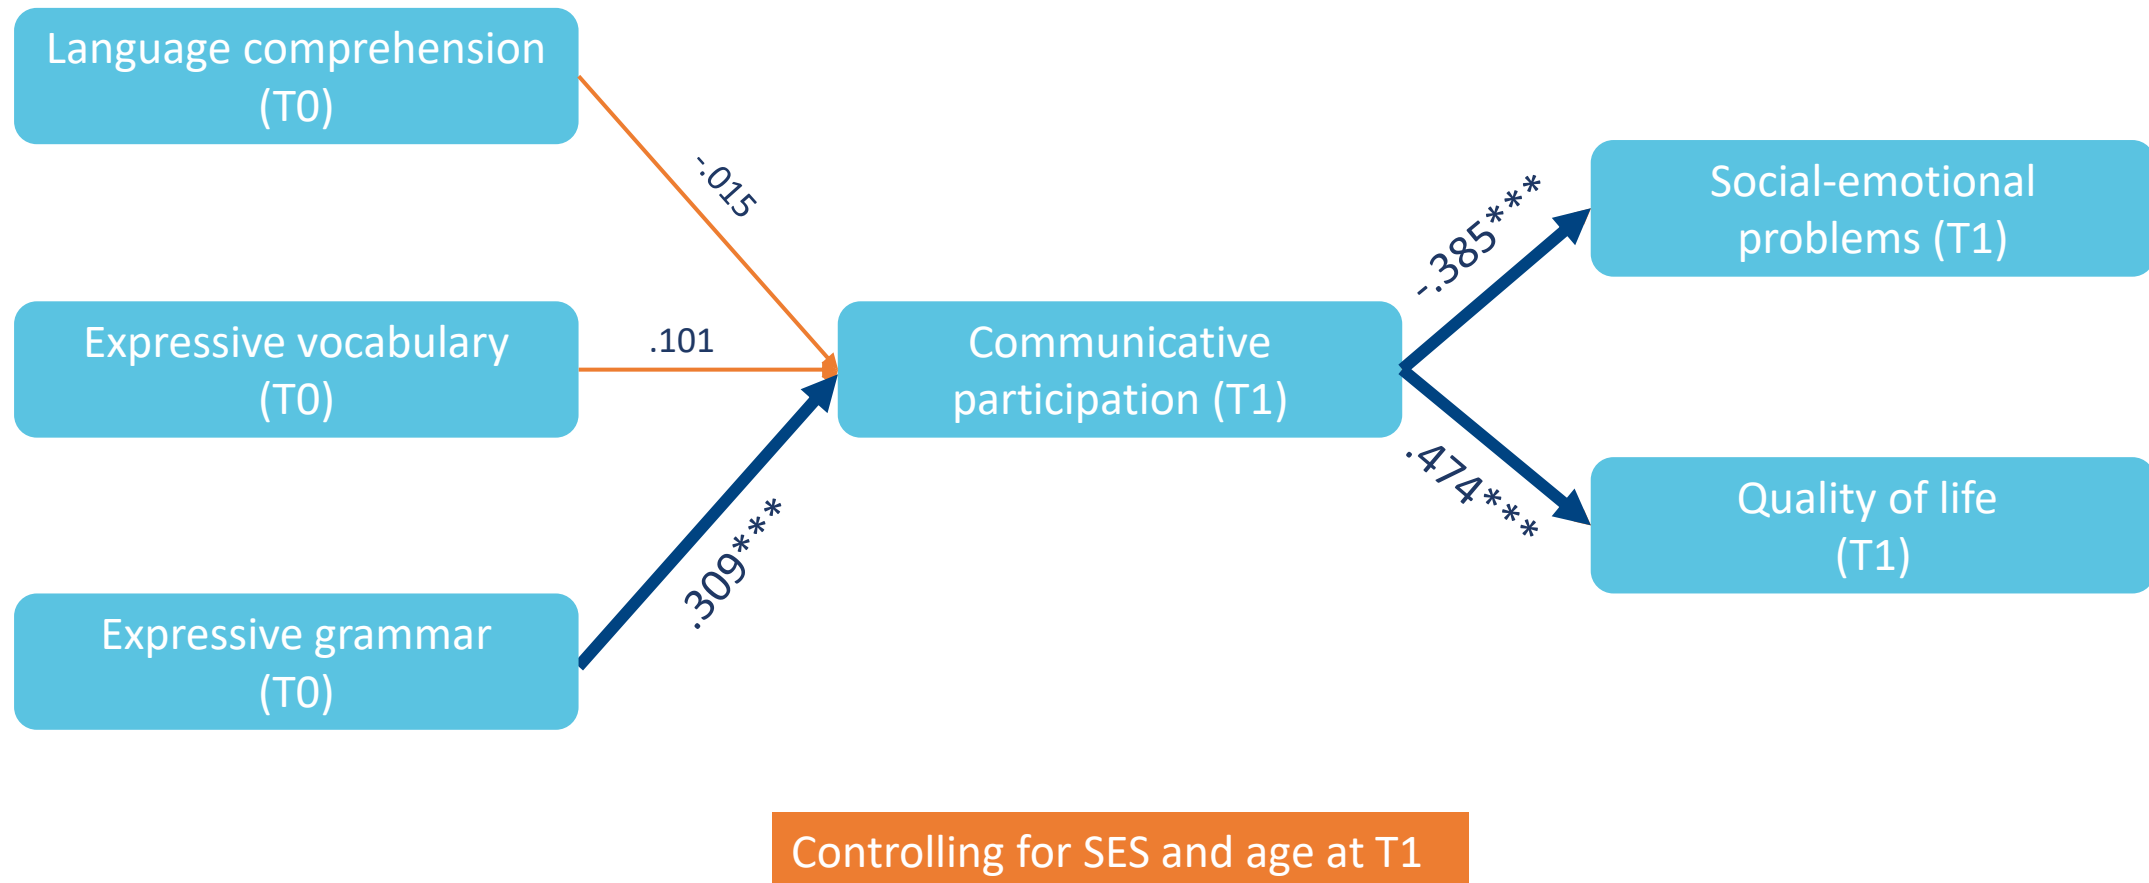 Language comprehension
(T0)
-.015
Expressive vocabulary
(T0)
.101
Expressive grammar
(T0)
.309***
Communicative
participation (T1)
-.385***
Social-emotional
problems (T1)
.474***
Quality of life
(T1)
Controlling for SES and age at T1